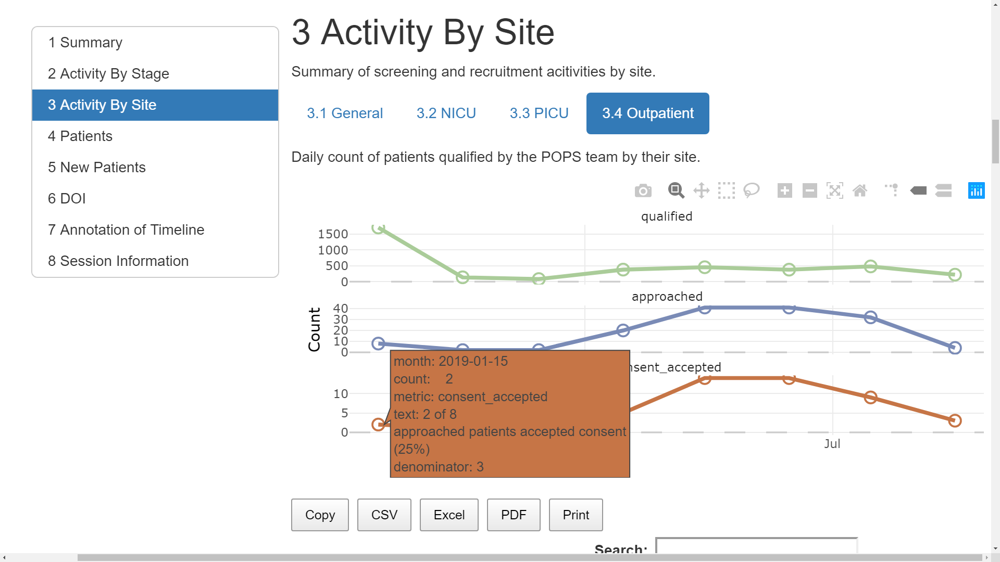 1 Summary
2 Activity By Stage
3 Activity By Site
4 Patients
5 New Patients
6 DOI
7 Annotation of Timeline
8 Session Information
3 Activity By Site
Summary of screening and recruitment acitivities by site.
3.1 General
3.2 NICU
3.3 PICU
3.4 Outpatient
Daily count of patients qualified by the POPS team by their site.
qualified
1500
1000
500
0
approached
Count
40
30
20
10
0
nsent_accepted
10
5
0
Jul
month: 2019-01-15
count: 2
metric: consent_accepted
text: 2 of 8
approached patients accepted consent
(25%)
denominator: 3
Copy
CSV
Excel
PDF
Print
Search: